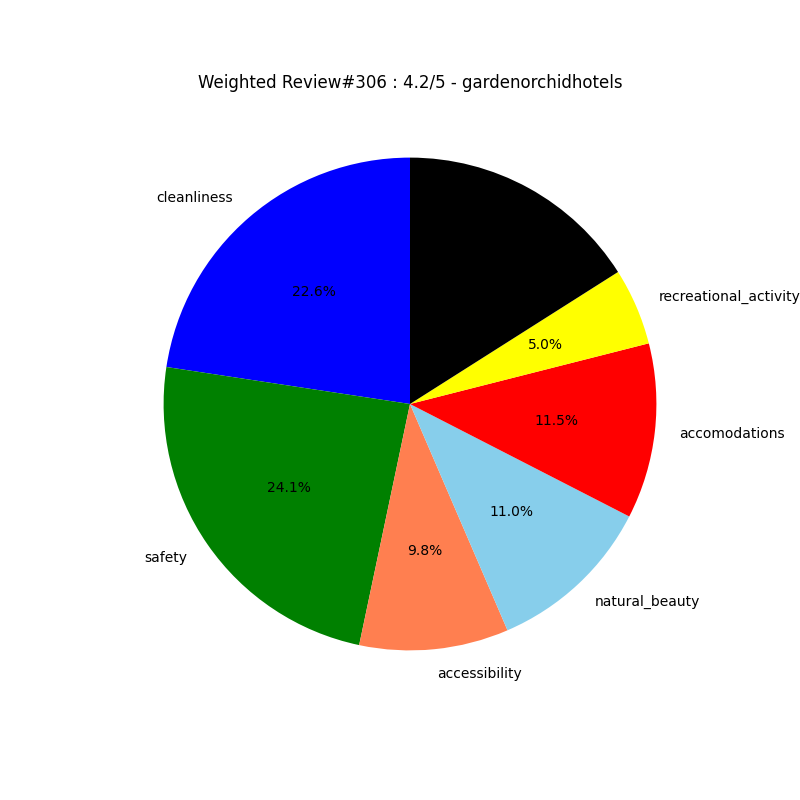 Weighted Review#306 : 4.2/5 - gardenorchidhotels
cleanliness
22.6%
recreational_activity
5.0%
accomodations
11.5%
24.1%
safety
natural_beauty
11.0%
9.8%
accessibility